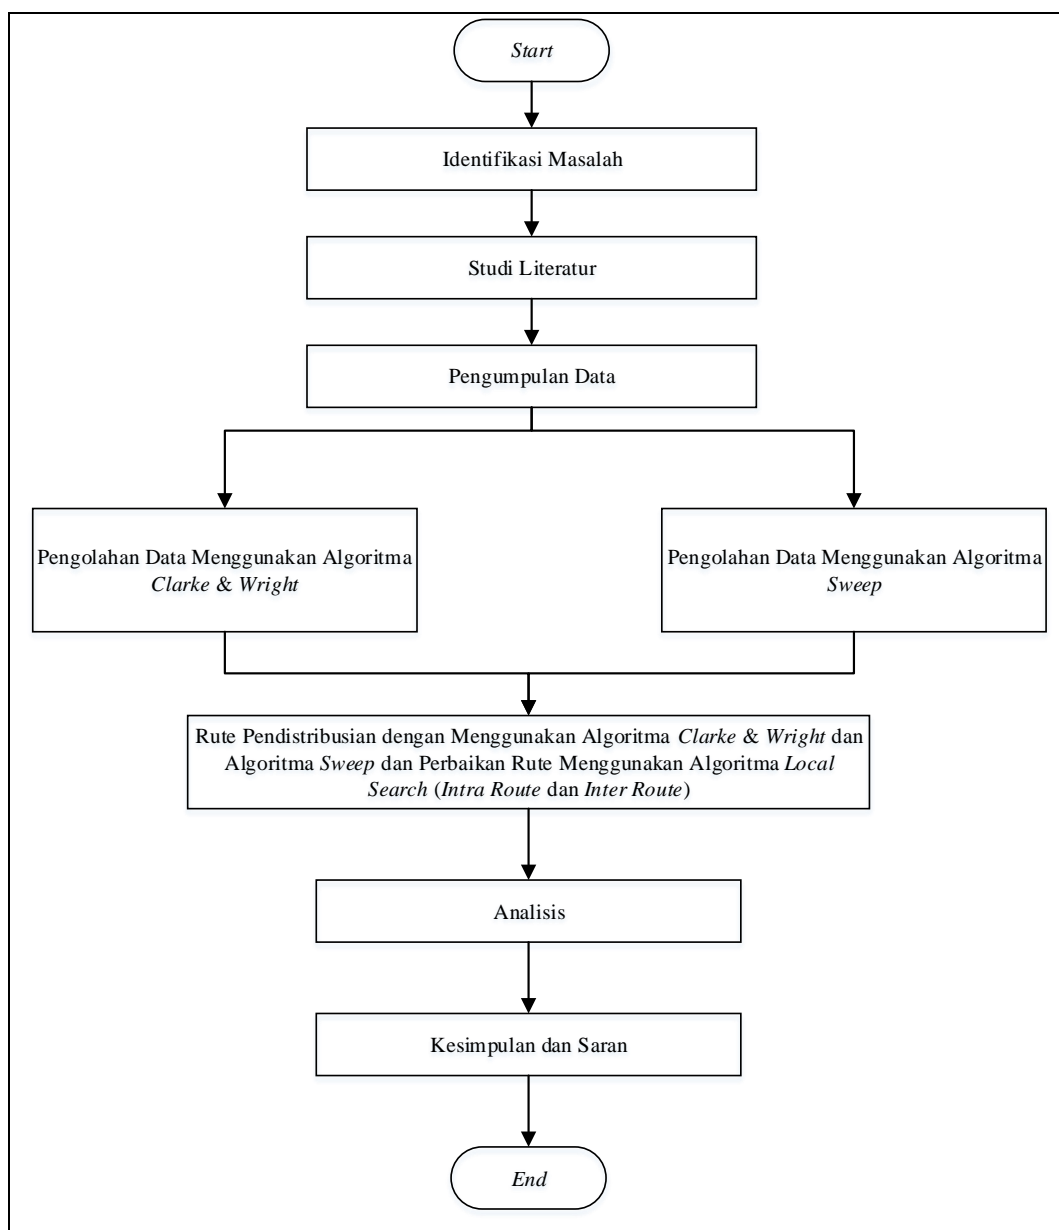 Start
Identifikasi Masalah
Studi Literatur
Pengumpulan Data
Pengolahan Data Menggunakan Algoritma
Clarke & Wright
Pengolahan Data Menggunakan Algoritma
Sweep
Rute Pendistribusian dengan Menggunakan Algoritma Clarke & Wright dan
Algoritma Sweep dan Perbaikan Rute Menggunakan Algoritma Local
Search (Intra Route dan Inter Route)
Analisis
Kesimpulan dan Saran
End